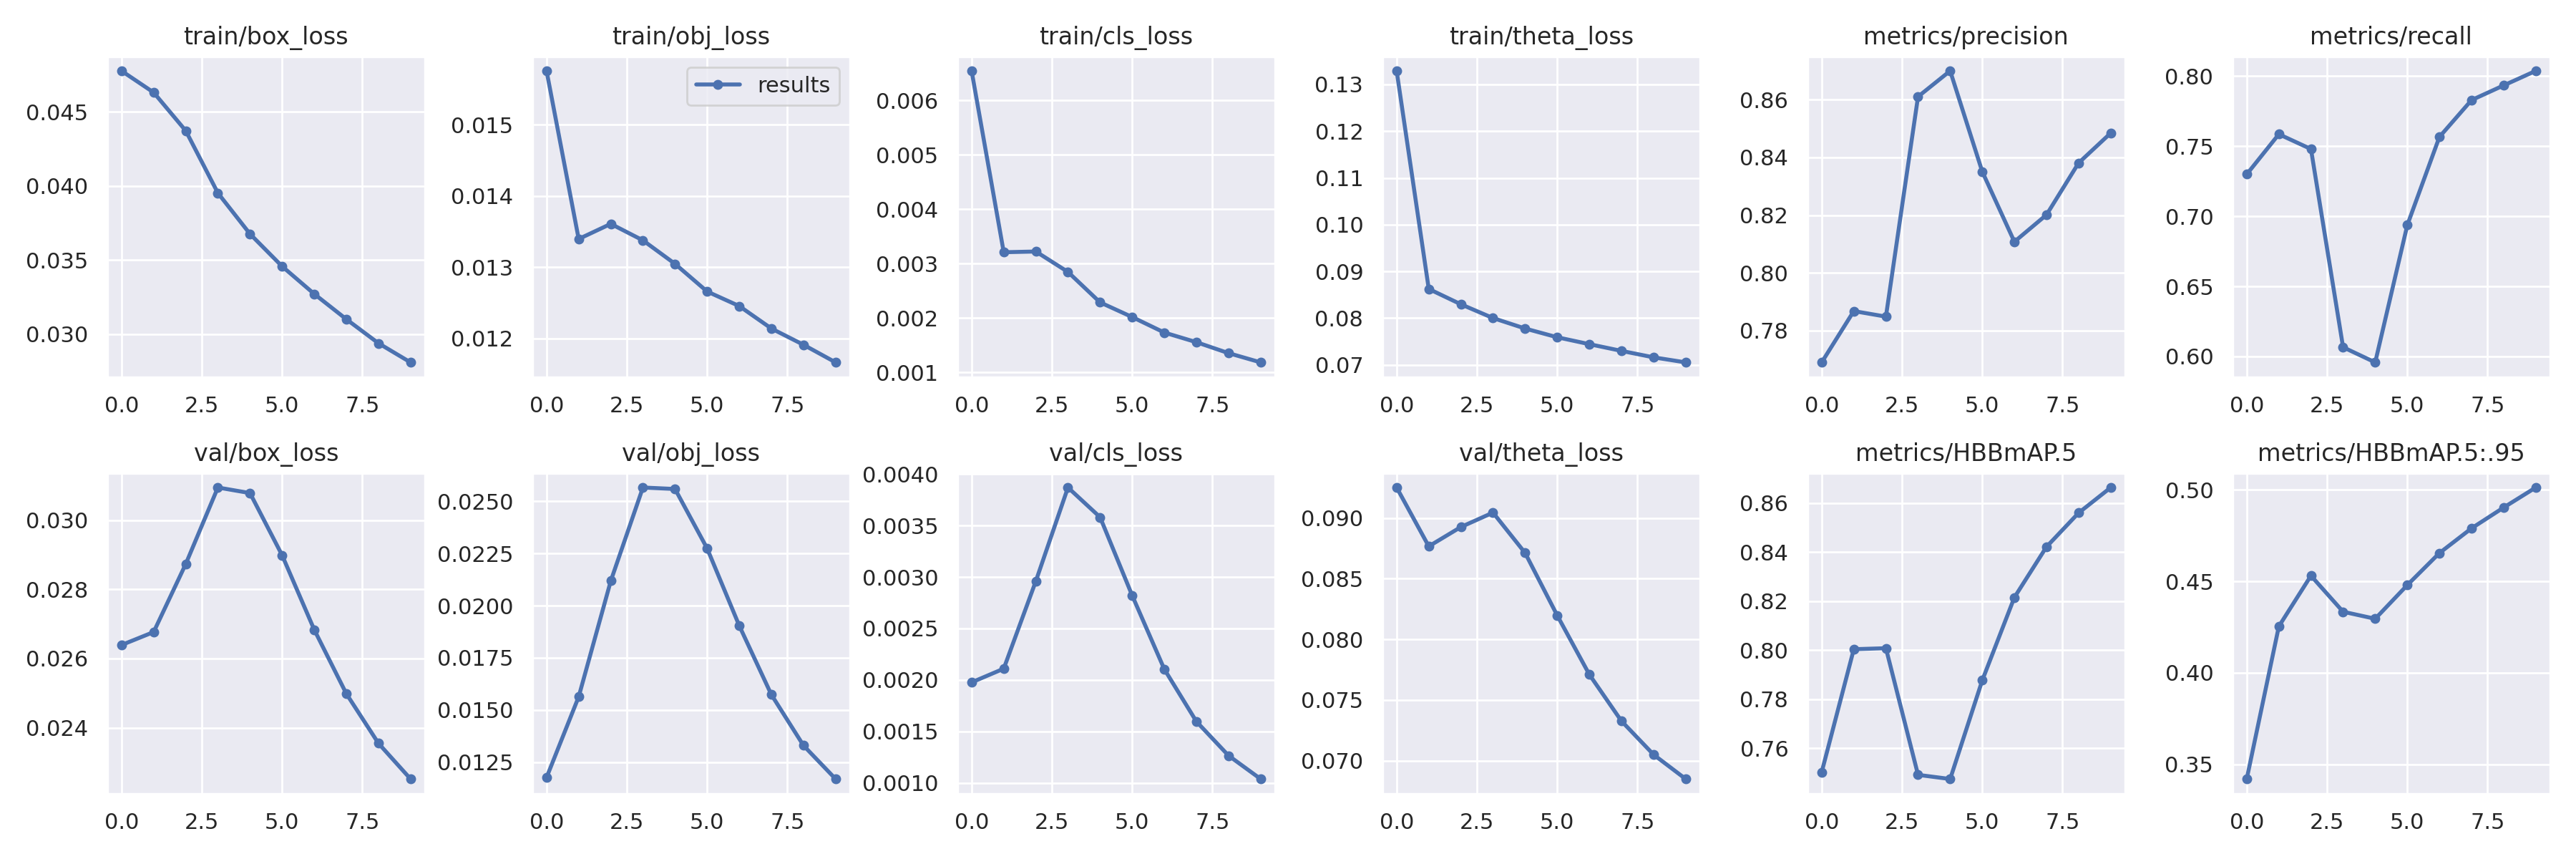 train/box_loss
0.045
0.040
0.035
0.030
0.0 2.5 5.0 7.5
train/obj_loss
results
0.015
0.014
0.013
0.012
0.0 2.5 5.0 7.5
train/cls_loss
0.006
0.005
0.004
0.003
0.002
0.001
0.0 2.5 5.0 7.5
train/theta_loss
0.13
0.12
0.11
0.10
0.09
0.08
0.07
0.0 2.5 5.0 7.5
metrics/precision
0.86
0.84
0.82
0.80
0.78
0.0 2.5 5.0 7.5
metrics/recall
0.80
0.75
0.70
0.65
0.60
0.0 2.5 5.0 7.5
val/box_loss
0.030
0.028
0.026
0.024
0.0 2.5 5.0 7.5
val/obj_loss
0.0250
0.0225
0.0200
0.0175
0.0150
0.0125
0.0 2.5 5.0 7.5
val/cls_loss
0.0040
0.0035
0.0030
0.0025
0.0020
0.0015
0.0010
0.0 2.5 5.0 7.5
val/theta_loss
0.090
0.085
0.080
0.075
0.070
0.0 2.5 5.0 7.5
metrics/HBBmAP.5
0.86
0.84
0.82
0.80
0.78
0.76
0.0 2.5 5.0 7.5
metrics/HBBmAP.5:.95
0.50
0.45
0.40
0.35
0.0 2.5 5.0 7.5